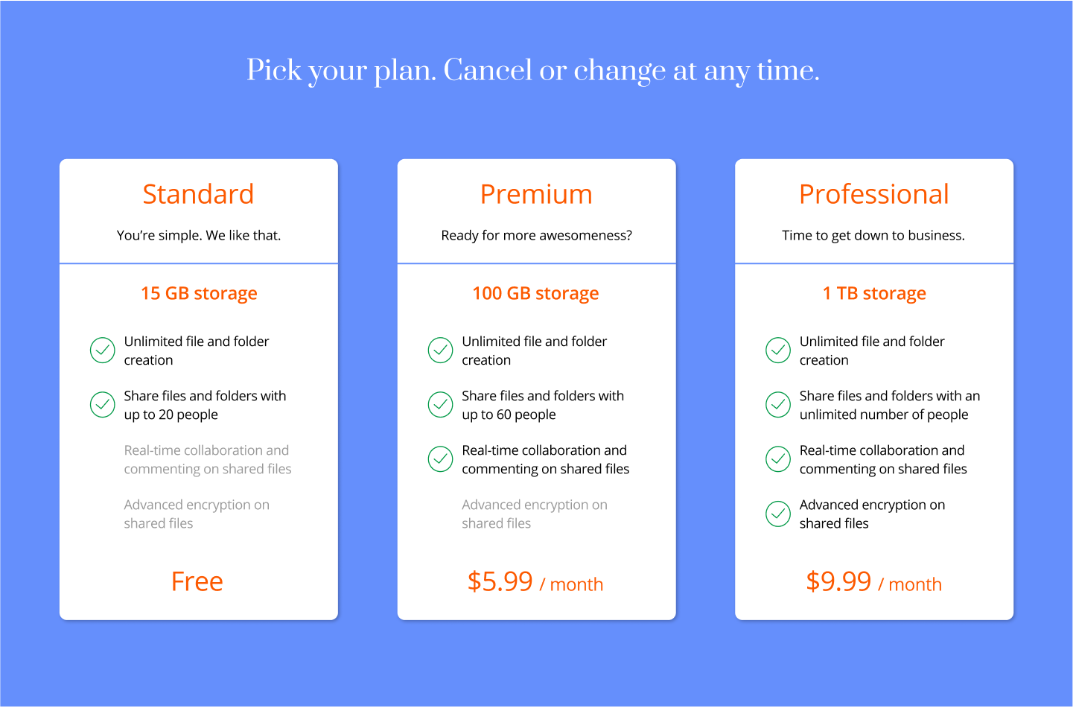 Pick your plan. Cancel or change at any time.
Standard
You’re simple. We like that.
15 GB storage
Unlimited file and folder
creation
Share files and folders with
up to 20 people
Real-time collaboration and
commenting on shared files
Advanced encryption on
shared files
Free
Premium
Ready for more awesomeness?
100 GB storage
Unlimited file and folder
creation
Share files and folders with
up to 60 people
Real-time collaboration and
commenting on shared files
Advanced encryption on
shared files
$5.99 / month
Professional
Time to get down to business.
1 TB storage
Unlimited file and folder
creation
Share files and folders with an
unlimited number of people
Real-time collaboration and
commenting on shared files
Advanced encryption on
shared files
$9.99 / month